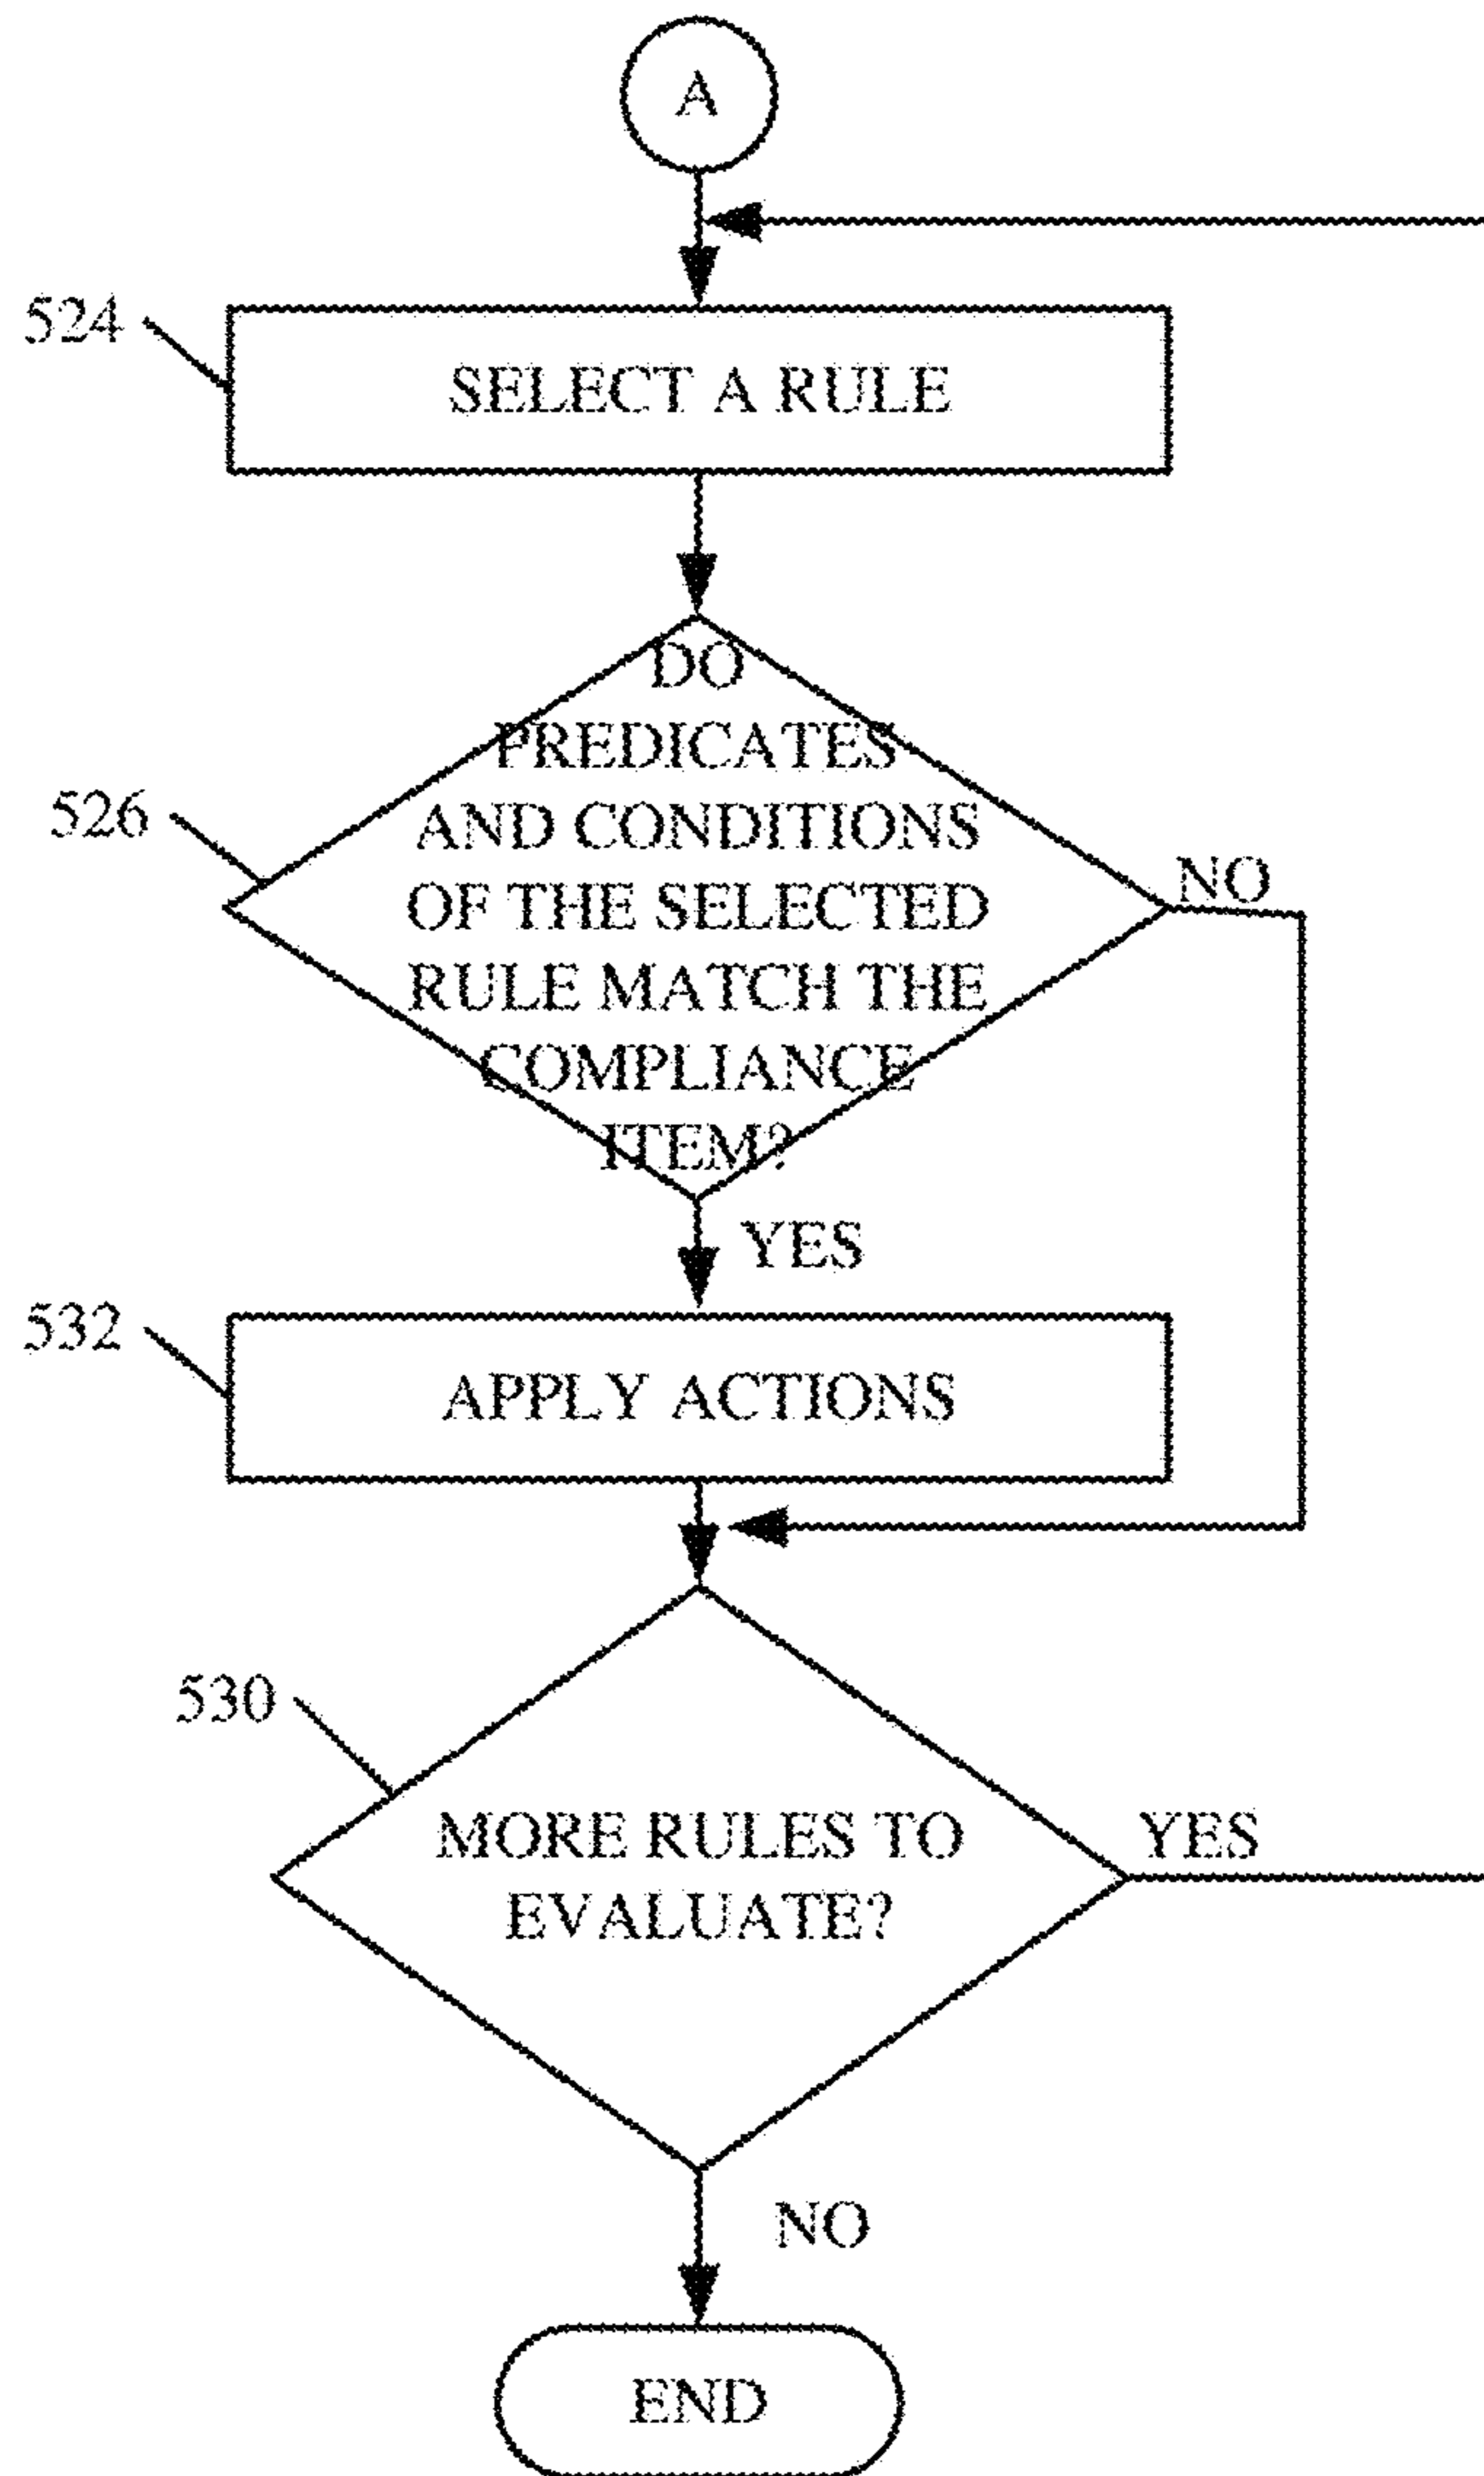 A
524
SELECT A RULE
DO
PREDICATES
526
AND CONDITIONS
OF THE SELECTED
NO
RULE MATCH THE
COMPLIANCE
ITEM?
YES
532
APPLY ACTIONS
530
MORE RULES TO
YES
EVALUATE?
NO
END